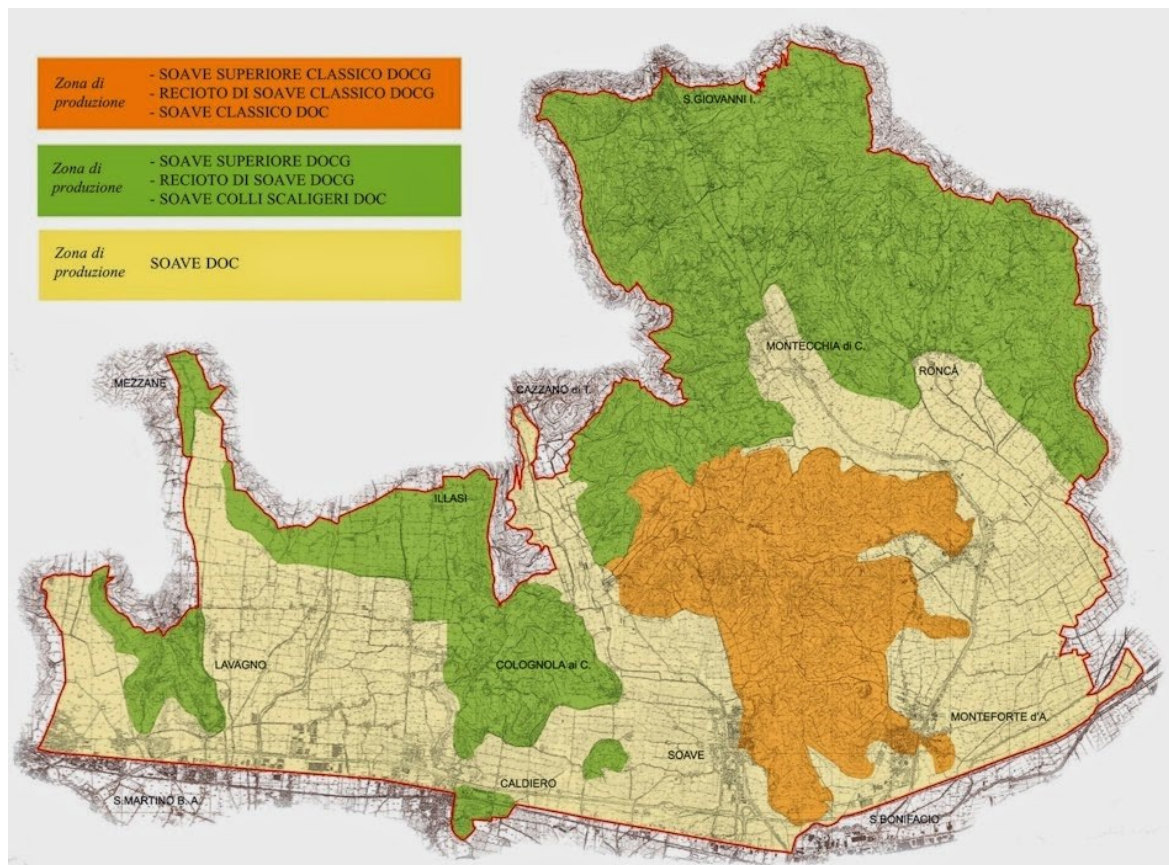 Zona di
produzione
- SOAVE SUPERIORE CLASSICO DOCG
- RECIOTO DI SOAVE CLASSICO DOCG
- SOAVE CLASSICO DOC
Zona di
produzione
- SOAVE SUPERIORE DOCG
- RECIOTO DI SOAVE DOCG
- SOAVE COLLI SCALIGERI DOC
Zona di
produzione
SOAVE DOC
S.GIOVANNI I.
MONTECCHIA di C.
RONCÀ
MEZZANE
CAZZANO di T.
ILLASI
LAVAGNO
COLOGNOLA ai C.
MONTEFORTE d'A.
SOAVE
CALDIERO
S.MARTINO B. A.
S.BONIFACIO